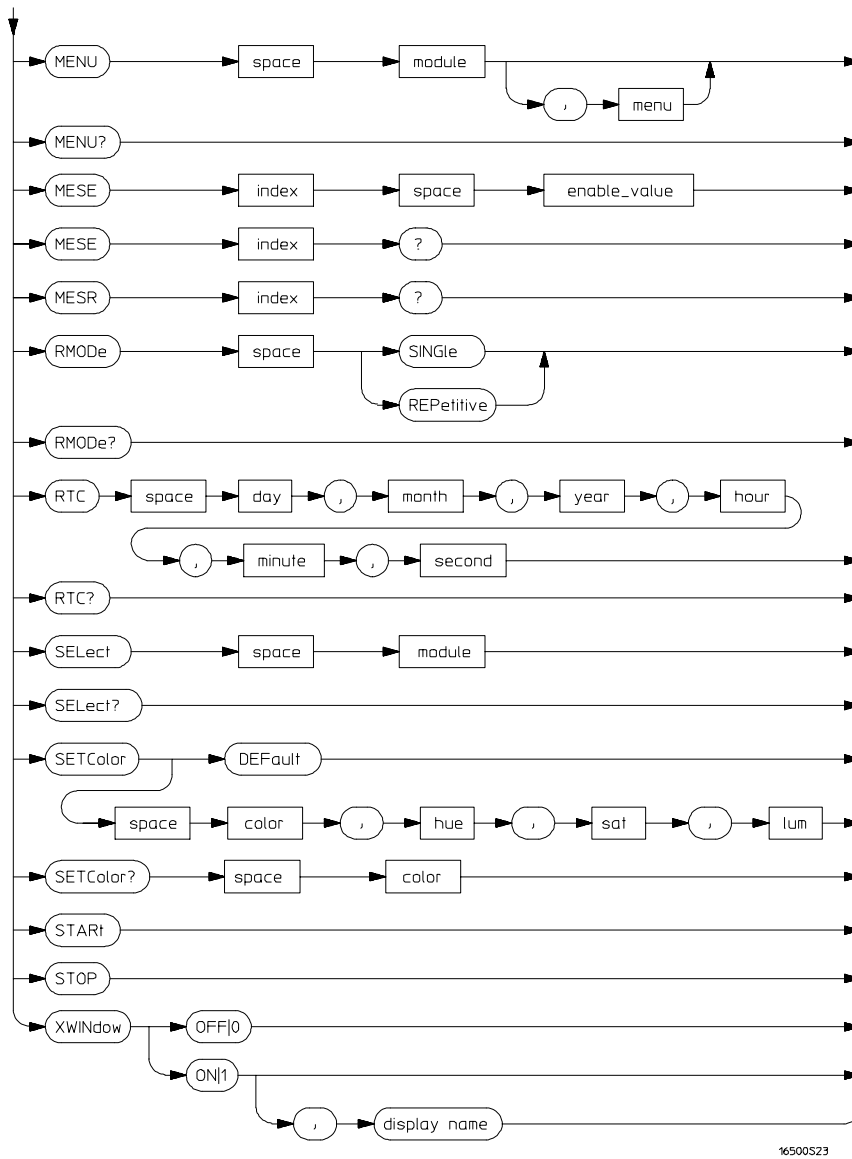 MENU space module
, menu
MENU?
MESE index space enable_value
MESE index ?
MESR index ?
RMODe space SINGle
REPetitive
RMODe?
RTC space day , month , year , hour
, minute , second
RTC?
SELect space module
SELect?
SETColor DEFault
space color , hue , sat , lum
SETColor? space color
STARt
STOP
XWINdow OFF|0
ON|1
, display name
16500S23